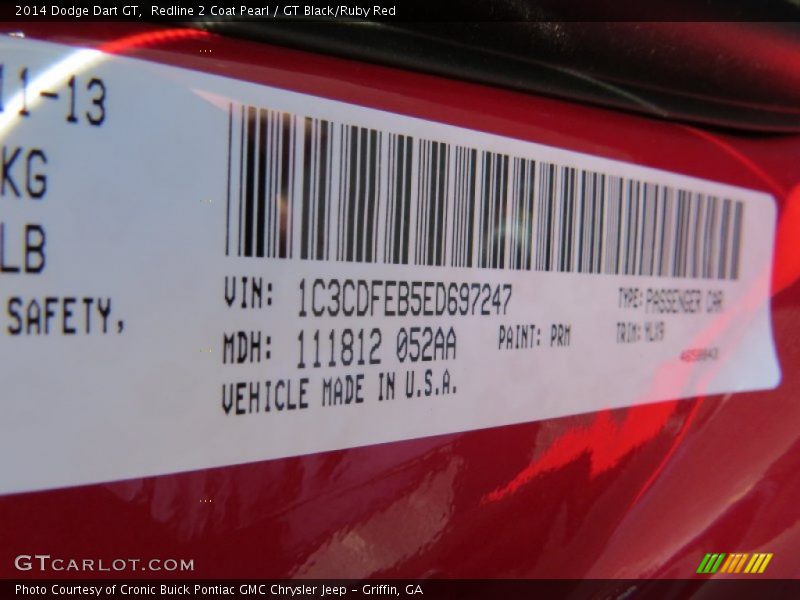 2014 Dodge Dart GT, Redline 2 Coat Pearl / GT Black/Ruby Red
11-13
KG
LB
SAFETY,
VIN: 1C3CDFEB5ED697247 TYPE: PASSENGER CAR
MDH: 111812 052AA PAINT: PRM TRIM:
VEHICLE MADE IN U.S.A.
GTCARLOT.COM
Photo Courtesy of Cronic Buick Pontiac GMC Chrysler Jeep - Griffin, GA